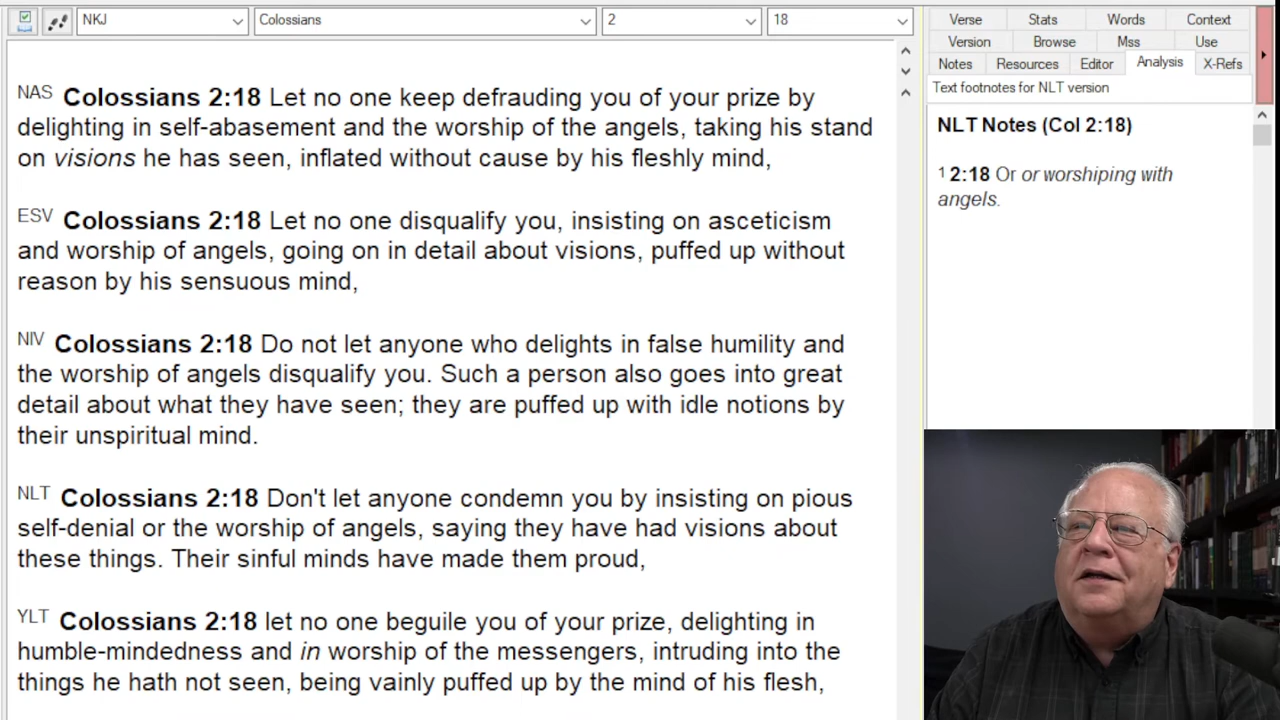 NKJ Colossians 2 18
NAS Colossians 2:18 Let no one keep defrauding you of your prize by
delighting in self-abasement and the worship of the angels, taking his stand
on visions he has seen, inflated without cause by his fleshly mind,
ESV Colossians 2:18 Let no one disqualify you, insisting on asceticism
and worship of angels, going on in detail about visions, puffed up without
reason by his sensuous mind,
NIV Colossians 2:18 Do not let anyone who delights in false humility and
the worship of angels disqualify you. Such a person also goes into great
detail about what they have seen; they are puffed up with idle notions by
their unspiritual mind.
NLT Colossians 2:18 Don't let anyone condemn you by insisting on pious
self-denial or the worship of angels, saying they have had visions about
these things. Their sinful minds have made them proud,
YLT Colossians 2:18 let no one beguile you of your prize, delighting in
humble-mindedness and in worship of the messengers, intruding into the
things he hath not seen, being vainly puffed up by the mind of his flesh,
Verse Stats Words Context
Version Browse Mss Use
Notes Resources Editor Analysis X-Refs
Text footnotes for NLT version
NLT Notes (Col 2:18)
1 2:18 Or or worshiping with
angels.